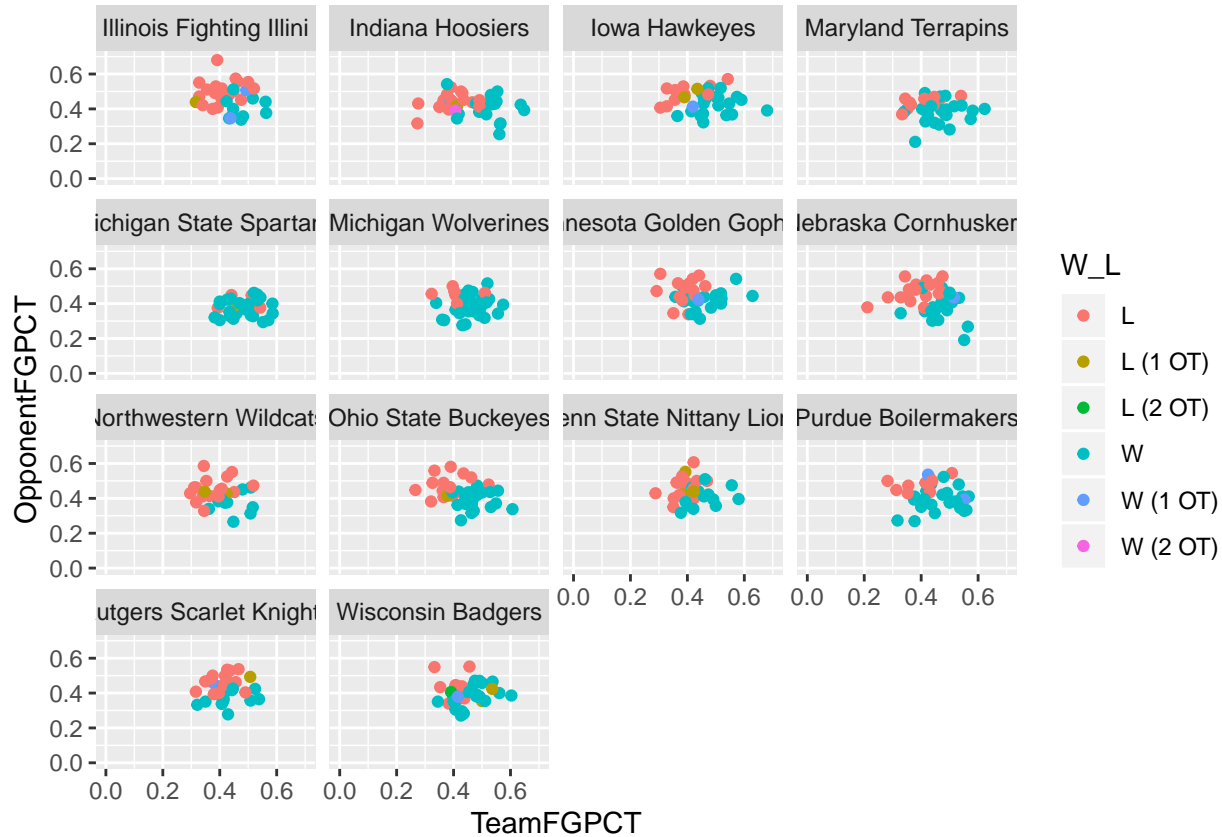 Illinois Fighting Illini Indiana Hoosiers Iowa Hawkeyes Maryland Terrapins
0.6
0.4
0.2
0.0
ichigan State Spartan Michigan Wolverines nesota Golden Goph Nebraska Cornhusker
0.6
0.4
0.2
0.0
Northwestern Wildcats Ohio State Buckeyes enn State Nittany Lion Purdue Boilermakers
0.6
0.4
0.2
0.0
0.0 0.2 0.4 0.6 0.0 0.2 0.4 0.6
utgers Scarlet Knight Wisconsin Badgers
0.6
0.4
0.2
0.0
0.0 0.2 0.4 0.6 0.0 0.2 0.4 0.6
TeamFGPCT
OpponentFGPCT
W_L
L
L (1 OT)
L (2 OT)
W
W (1 OT)
W (2 OT)